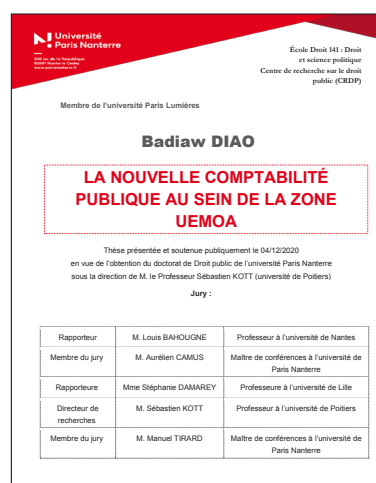 Université
Paris Nanterre
200 av. de la République
92001 Nanterre Cedex
www.parisnanterre.fr
École Droit 141 : Droit
et science politique
Centre de recherche sur le droit
public (CRDP)
Membre de l'université Paris Lumières
Badiaw DIAO
LA NOUVELLE COMPTABILITÉ
PUBLIQUE AU SEIN DE LA ZONE
UEMOA
Thèse présentée et soutenue publiquement le 04/12/2020
en vue de l'obtention du doctorat de Droit public de l'université Paris Nanterre
sous la direction de M. le Professeur Sébastien KOTT (université de Poitiers)
Jury :
Rapporteur M. Louis BAHOUGNE Professeur à l'université de Nantes
Membre du jury M. Aurélien CAMUS Maître de conférences à l'université de
Paris Nanterre
Rapporteure Mme Stéphanie DAMAREY Professeure à l'université de Lille
Directeur de M. Sébastien KOTT Professeur à l'université de Poitiers
recherches
Membre du jury M. Manuel TIRARD Maître de conférences à l'université de
Paris Nanterre